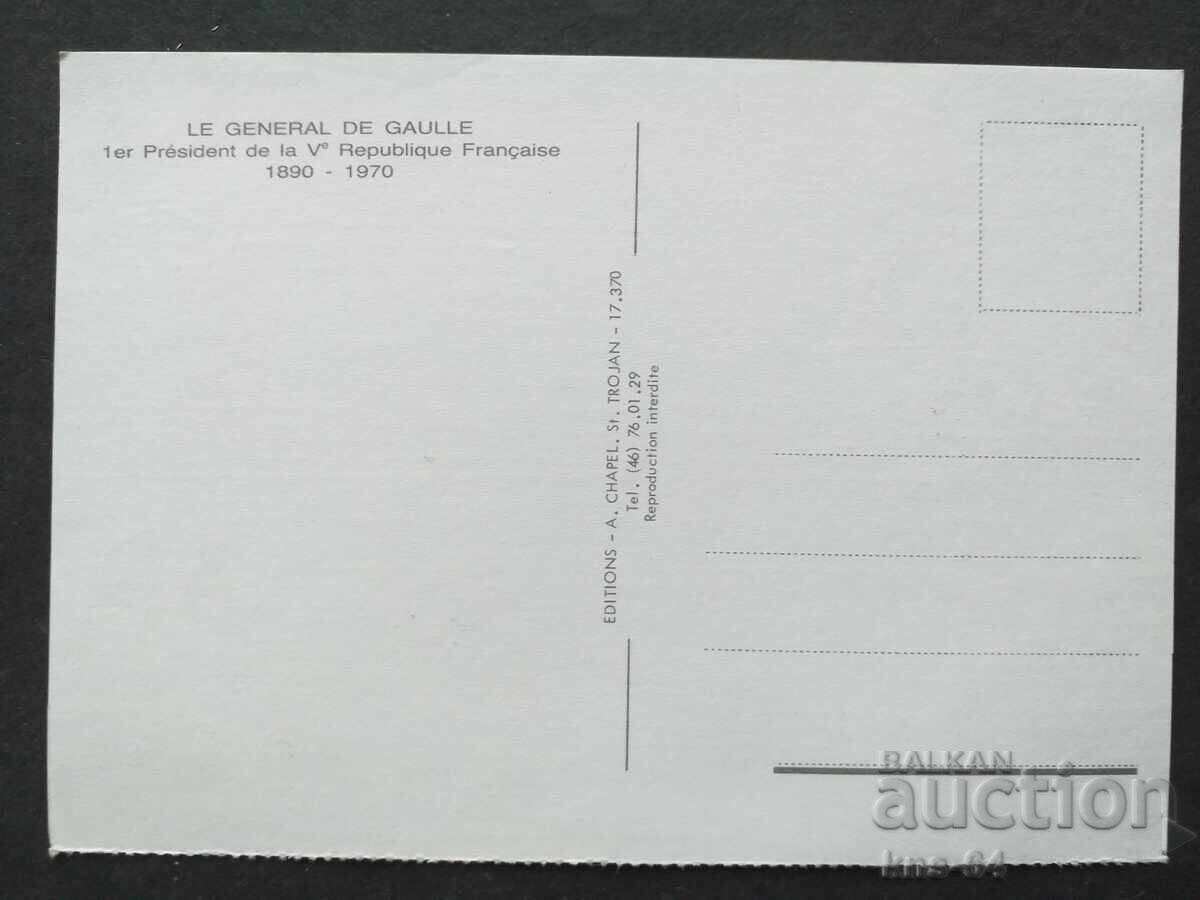 LE GENERAL DE GAULLE
1er Président de la Ve Republique Française
1890 - 1970
EDITIONS - A. CHAPEL. St. TROJAN - 17.370
Tel. (46) 76.01.29
Reproduction interdite
BALKAN
auction
kns-64